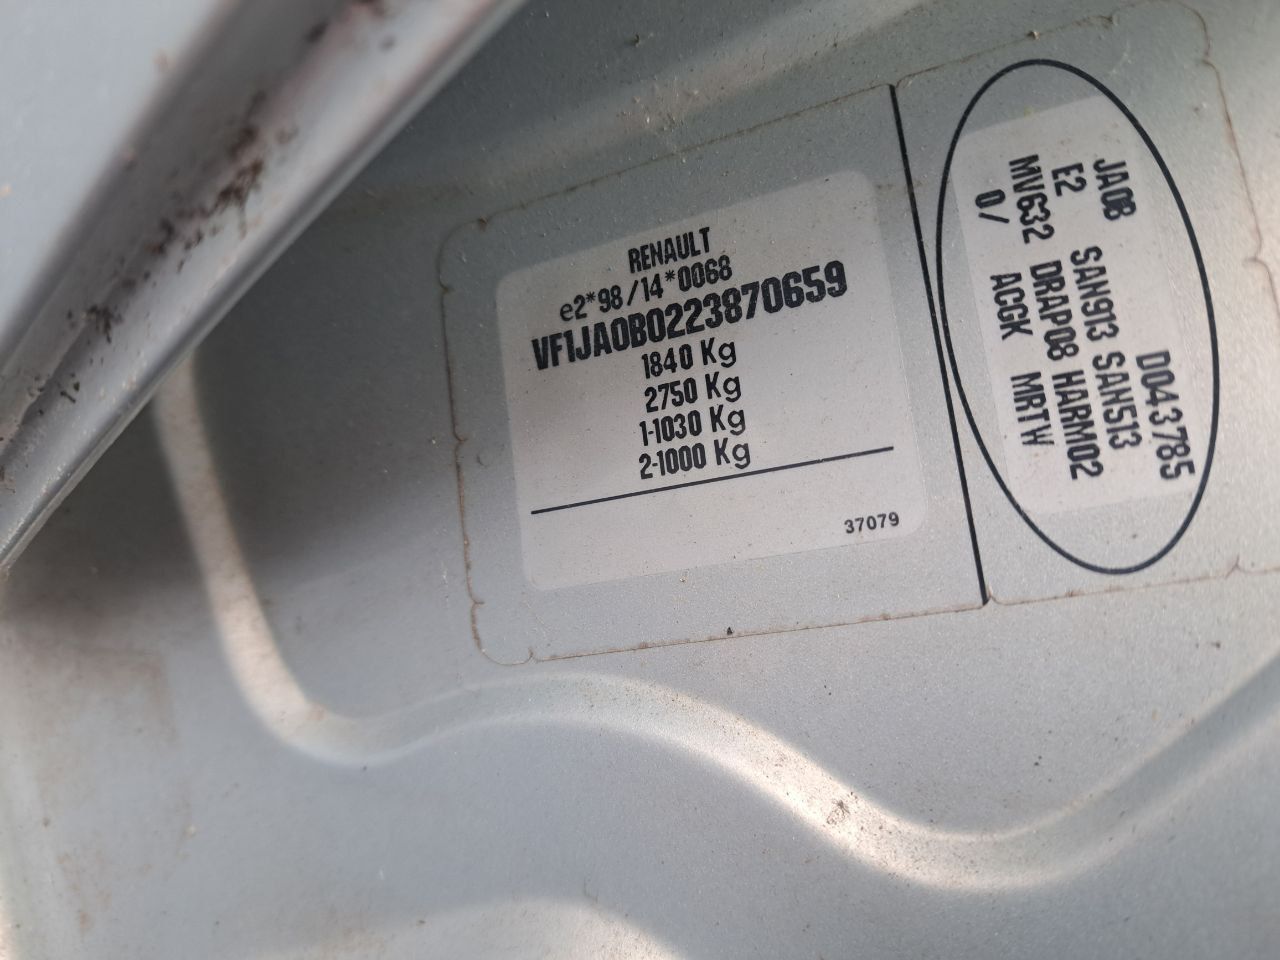 RENAULT
e2*98/14*0068
VF1JA0B0223870659
1840 Kg
2750 Kg
1-1030 Kg
2-1000 Kg
37079
JA0B D043785
E2 SAN913 SAN513
MV632 DRAP08 HARM02
0/ ACGK MRTW